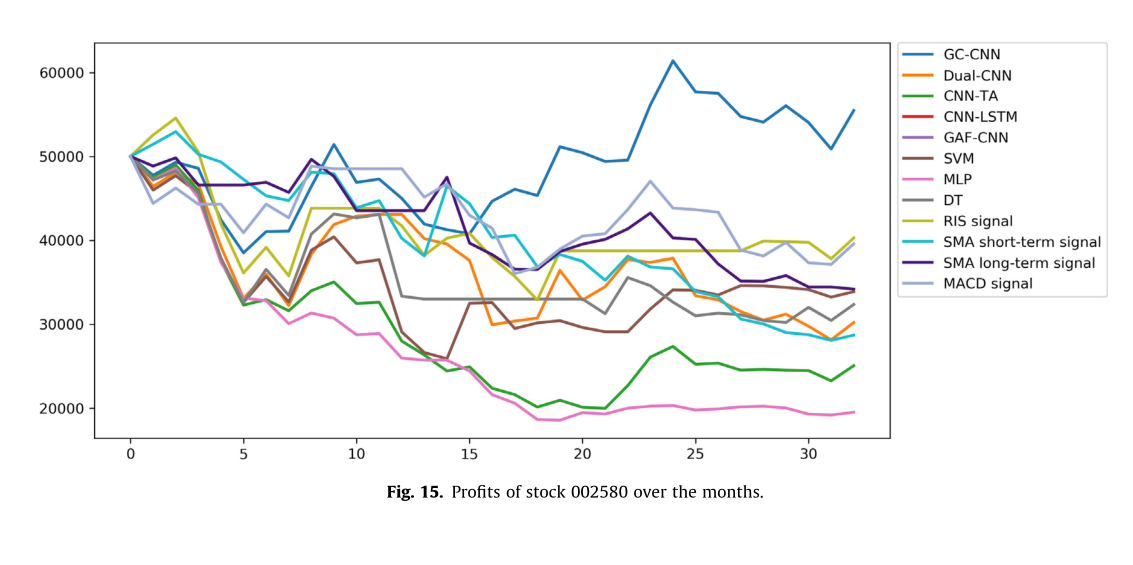 60000
50000
40000
30000
20000
0 5 10 15 20 25 30
GC-CNN
Dual-CNN
CNN-TA
CNN-LSTM
GAF-CNN
SVM
MLP
DT
RIS signal
SMA short-term signal
SMA long-term signal
MACD signal
Fig. 15. Profits of stock 002580 over the months.